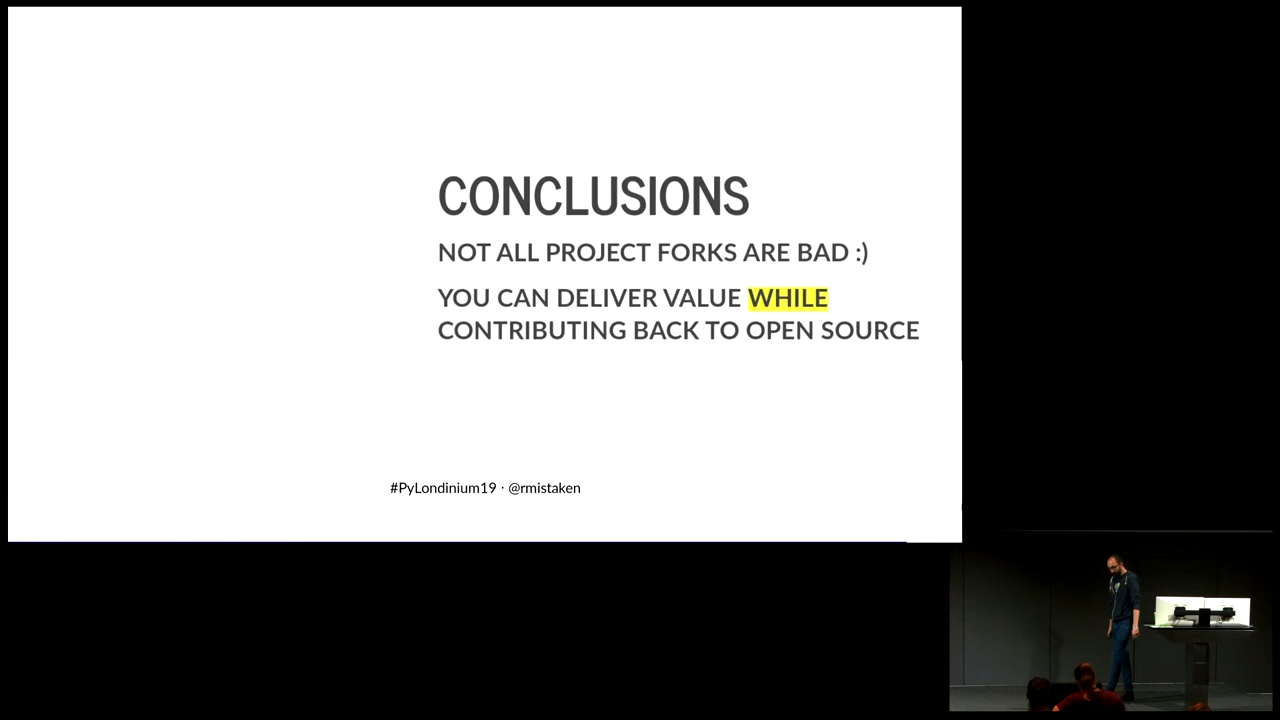 CONCLUSIONS
NOT ALL PROJECT FORKS ARE BAD :)
YOU CAN DELIVER VALUE WHILE
CONTRIBUTING BACK TO OPEN SOURCE
#PyLondinium19 · @rmistaken